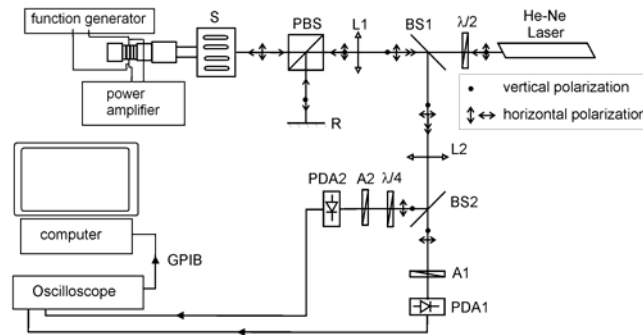 function generator
S
PBS
L1
BS1
λ/2
He-Ne
Laser
power
amplifier
R
vertical polarization
horizontal polarization
L2
PDA2
A2
λ/4
BS2
computer
GPIB
A1
Oscilloscope
PDA1